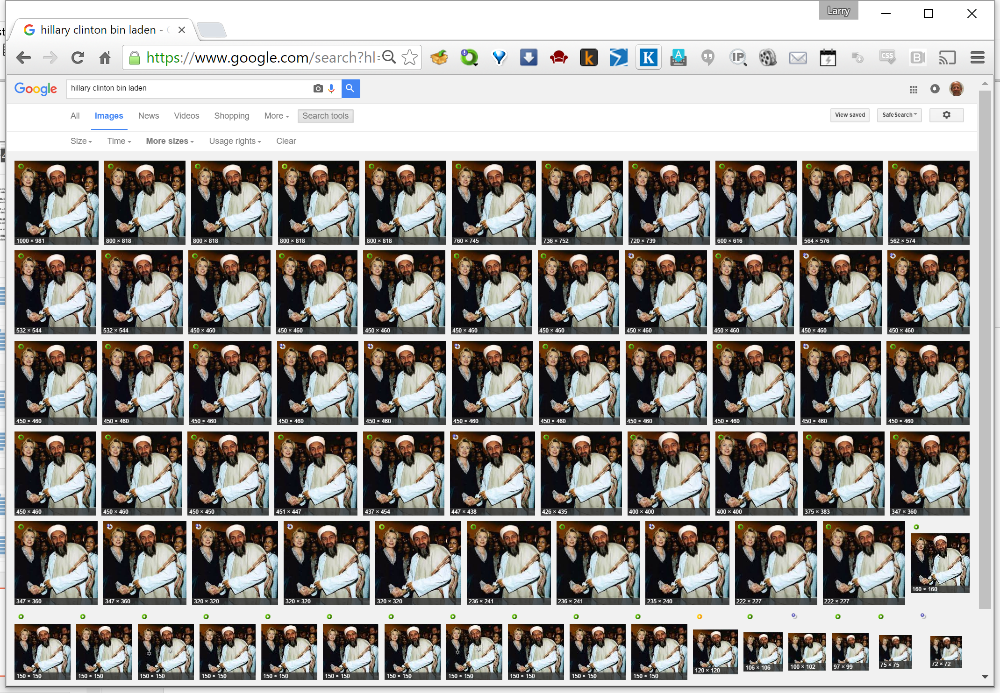 Larry
hillary clinton bin laden -
https://www.google.com/search?hl=
Google
hillary clinton bin laden
All Images News Videos Shopping More Search tools
View saved SafeSearch
Size Time More sizes Usage rights Clear
1000 × 981 800 × 818 800 × 818 800 × 818 800 × 818 760 × 745 736 × 752 720 × 739 600 × 616 564 × 576 562 × 574
532 × 544 532 × 544 450 × 460 450 × 460 450 × 460 450 × 460 450 × 460 450 × 460 450 × 460 450 × 460 450 × 460
450 × 460 450 × 460 450 × 460 450 × 460 450 × 460 450 × 460 450 × 460 450 × 460 450 × 460 450 × 460 450 × 460
450 × 460 450 × 460 450 × 450 451 × 447 437 × 454 447 × 438 426 × 435 400 × 400 400 × 400 375 × 383 347 × 360
347 × 360 347 × 360 320 × 320 320 × 320 320 × 320 236 × 241 236 × 241 235 × 240 222 × 227 222 × 227 160 × 160
150 × 150 150 × 150 150 × 150 150 × 150 150 × 150 150 × 150 150 × 150 150 × 150 150 × 150 150 × 150 150 × 150 120 × 120 106 × 106 100 × 102 97 × 99 75 × 75 72 × 72